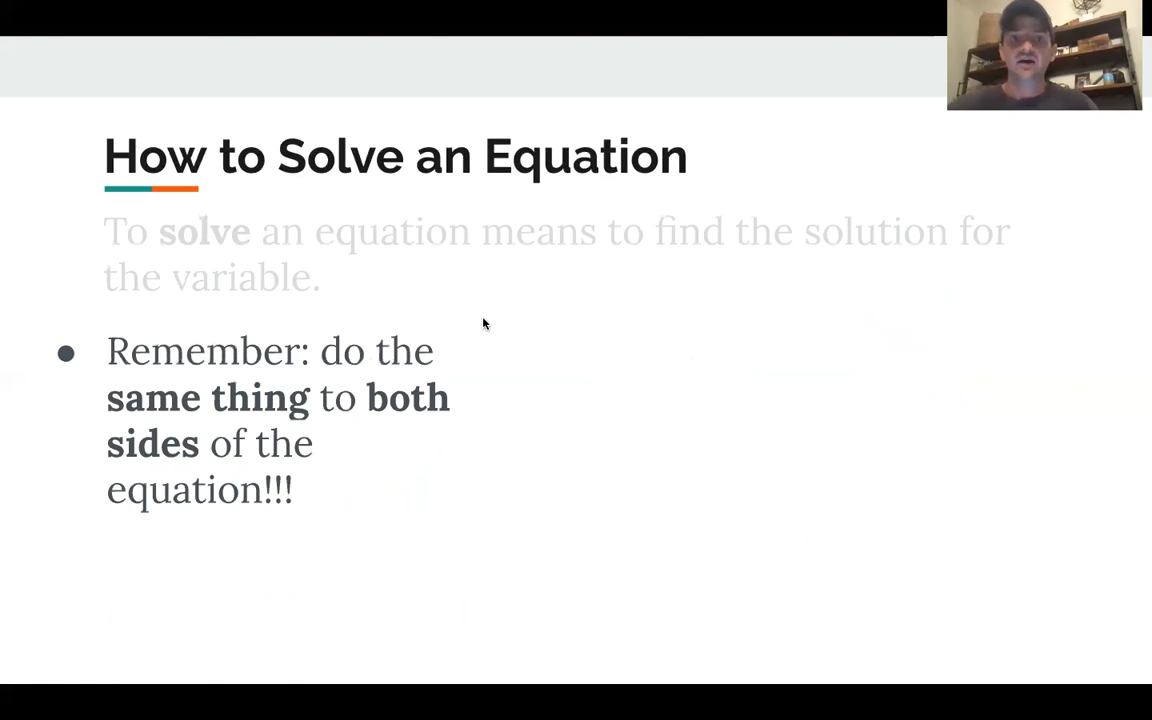 How to Solve an Equation
To solve an equation means to find the solution for
the variable.
● Remember: do the
same thing to both
sides of the
equation!!!